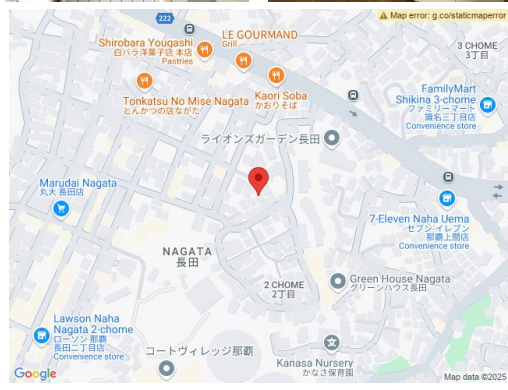 Map error: g.co/staticmaperror
222
LE GOURMAND
Grill
Shirobara Yougashi
白バラ洋菓子店 本店
Pastries
3 CHOME
3丁目
FamilyMart
Shikina 3-chome
ファミリーマート
識名三丁目店
Convenience store
Tonkatsu No Mise Nagata
とんかつの店ながた
Kaori Soba
かおりそば
ライオンズガーデン長田
Marudai Nagata
丸大 長田店
7-Eleven Naha Uema
セブン-イレブン
那覇上間店
Convenience store
NAGATA
長田
2 CHOME
2丁目
Green House Nagata
グリーンハウス長田
Lawson Naha
Nagata 2-chome
ローソン 那覇
長田二丁目店
Convenience store
コートヴィレッジ那覇
Kanasa Nursery
かなさ保育園
Google
Map data ©2025